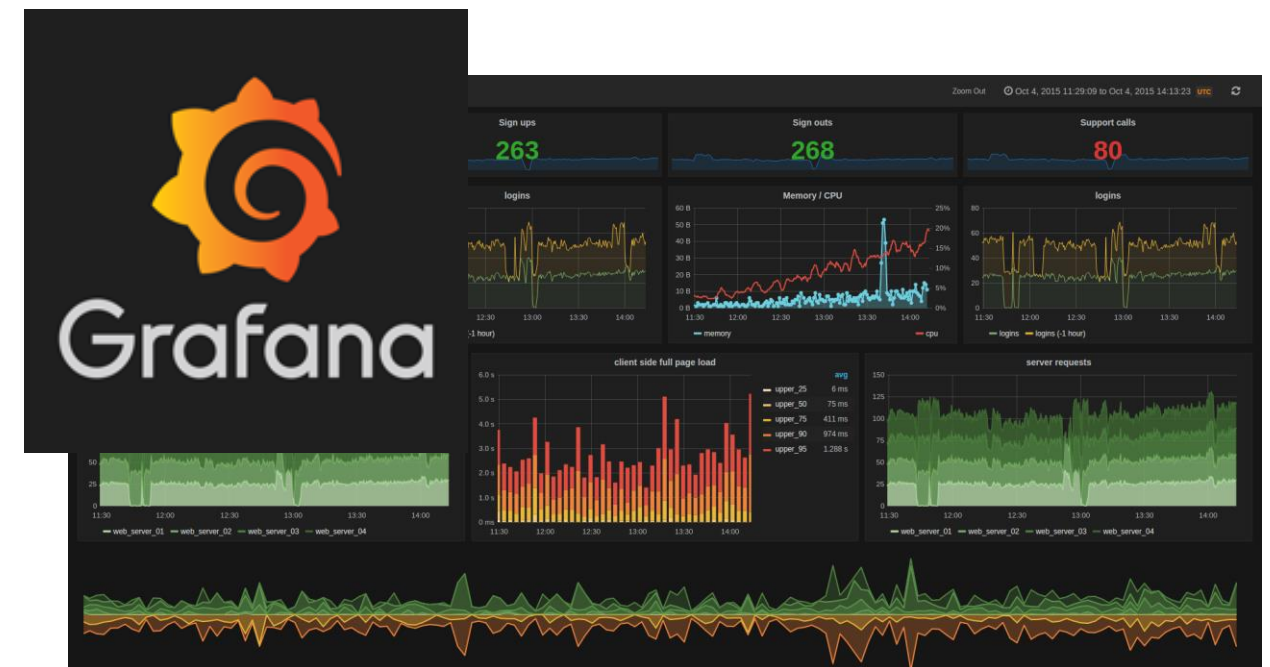 Grafana
Zoom Out Oct 4, 2015 11:29:09 to Oct 4, 2015 14:13:23 UTC
Sign ups
263
Sign outs
268
Support calls
80
logins
12:30 13:00 13:30 14:00
(-1 hour)
Memory / CPU
60 B 25%
50 B 20%
40 B 15%
30 B
20 B 10%
10 B 5%
0 B 0%
11:30 12:00 12:30 13:00 13:30 14:00
memory cpu
logins
80
60
40
20
0
11:30 12:00 12:30 13:00 13:30 14:00
logins logins (-1 hour)
50
25
0
11:30 12:00 12:30 13:00 13:30 14:00
web_server_01 web_server_02 web_server_03 web_server_04
client side full page load
6.0 s
5.0 s
4.0 s
3.0 s
2.0 s
1.0 s
0 ms
11:30 12:00 12:30 13:00 13:30 14:00
avg
upper_25 6 ms
upper_50 75 ms
upper_75 411 ms
upper_90 974 ms
upper_95 1.288 s
server requests
150
125
100
75
50
25
0
11:30 12:00 12:30 13:00 13:30 14:00
web_server_01 web_server_02 web_server_03 web_server_04